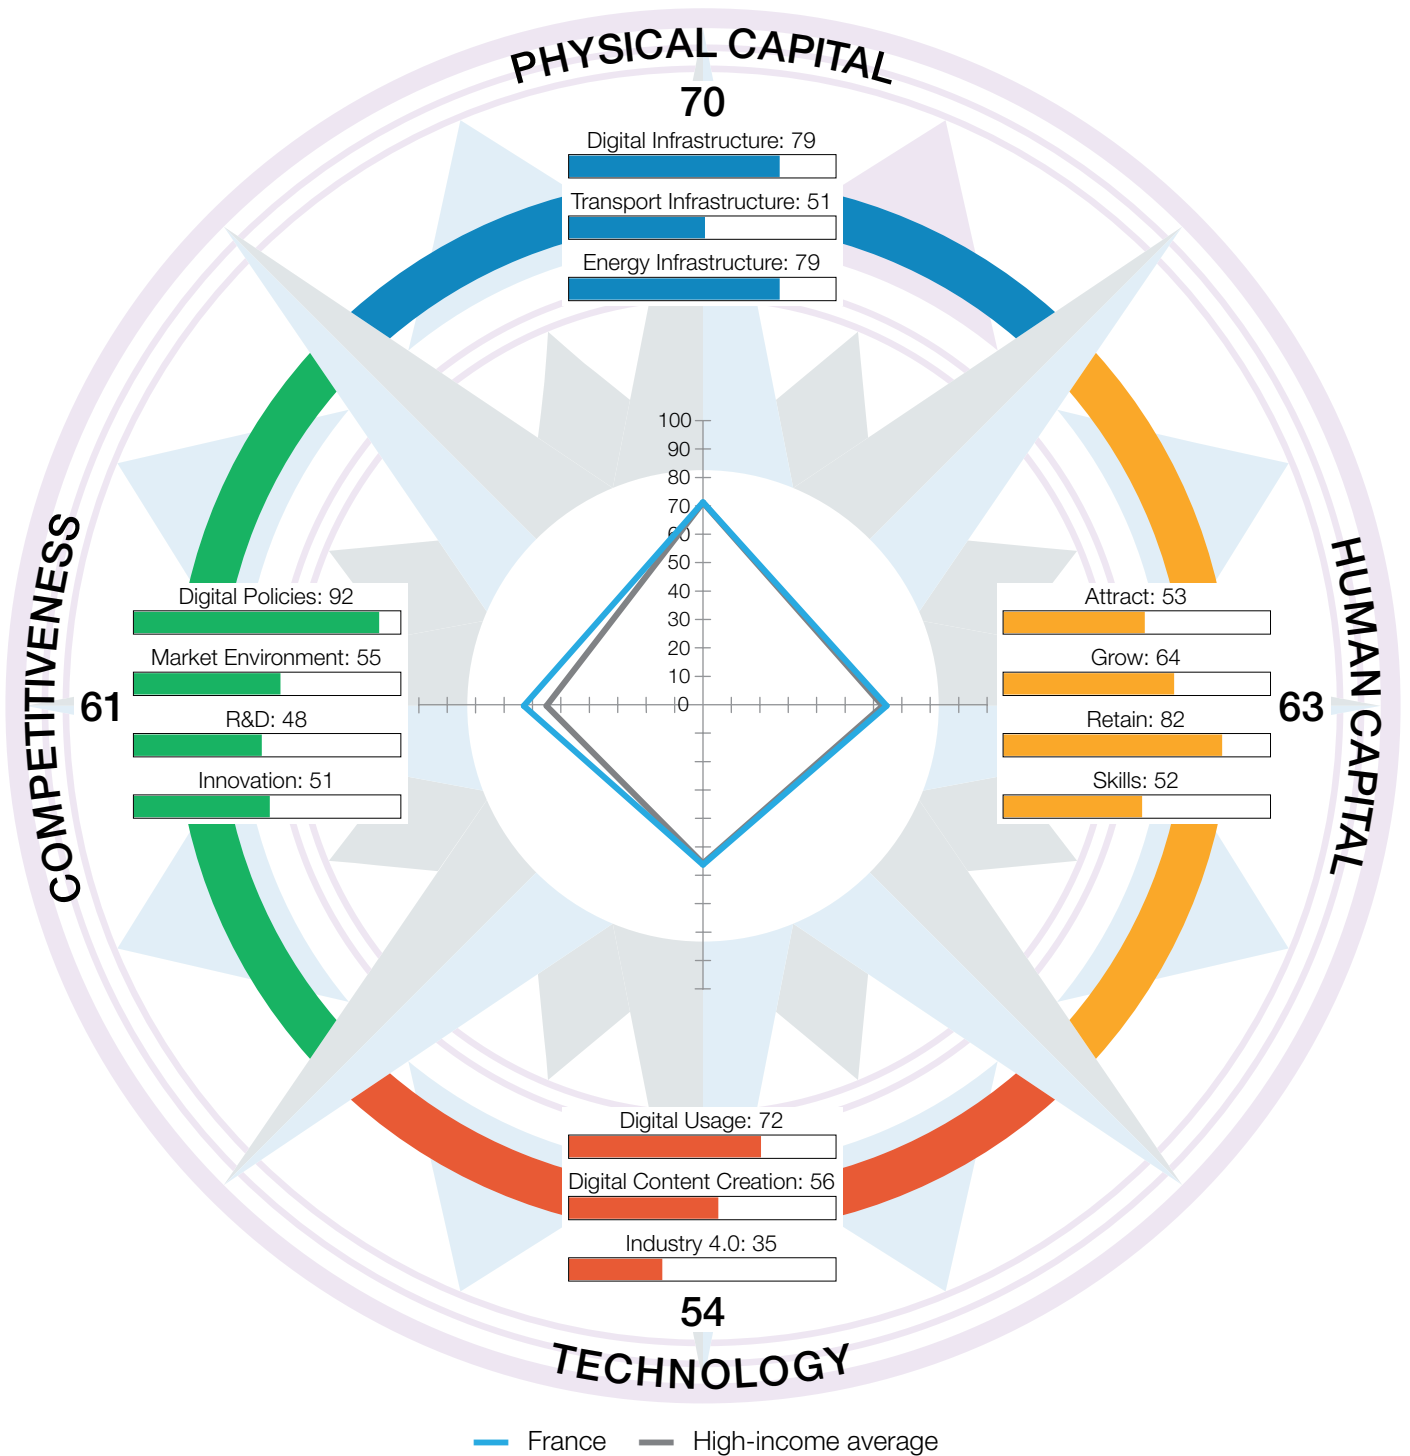 PHYSICAL CAPITAL
70
Digital Infrastructure: 79
Transport Infrastructure: 51
Energy Infrastructure: 79
100
90
80
70
60
50
40
30
20
10
0
COMPETITIVENESS
61
Digital Policies: 92
Market Environment: 55
R&D: 48
Innovation: 51
HUMAN CAPITAL
63
Attract: 53
Grow: 64
Retain: 82
Skills: 52
Digital Usage: 72
Digital Content Creation: 56
Industry 4.0: 35
54
TECHNOLOGY
France
High-income average